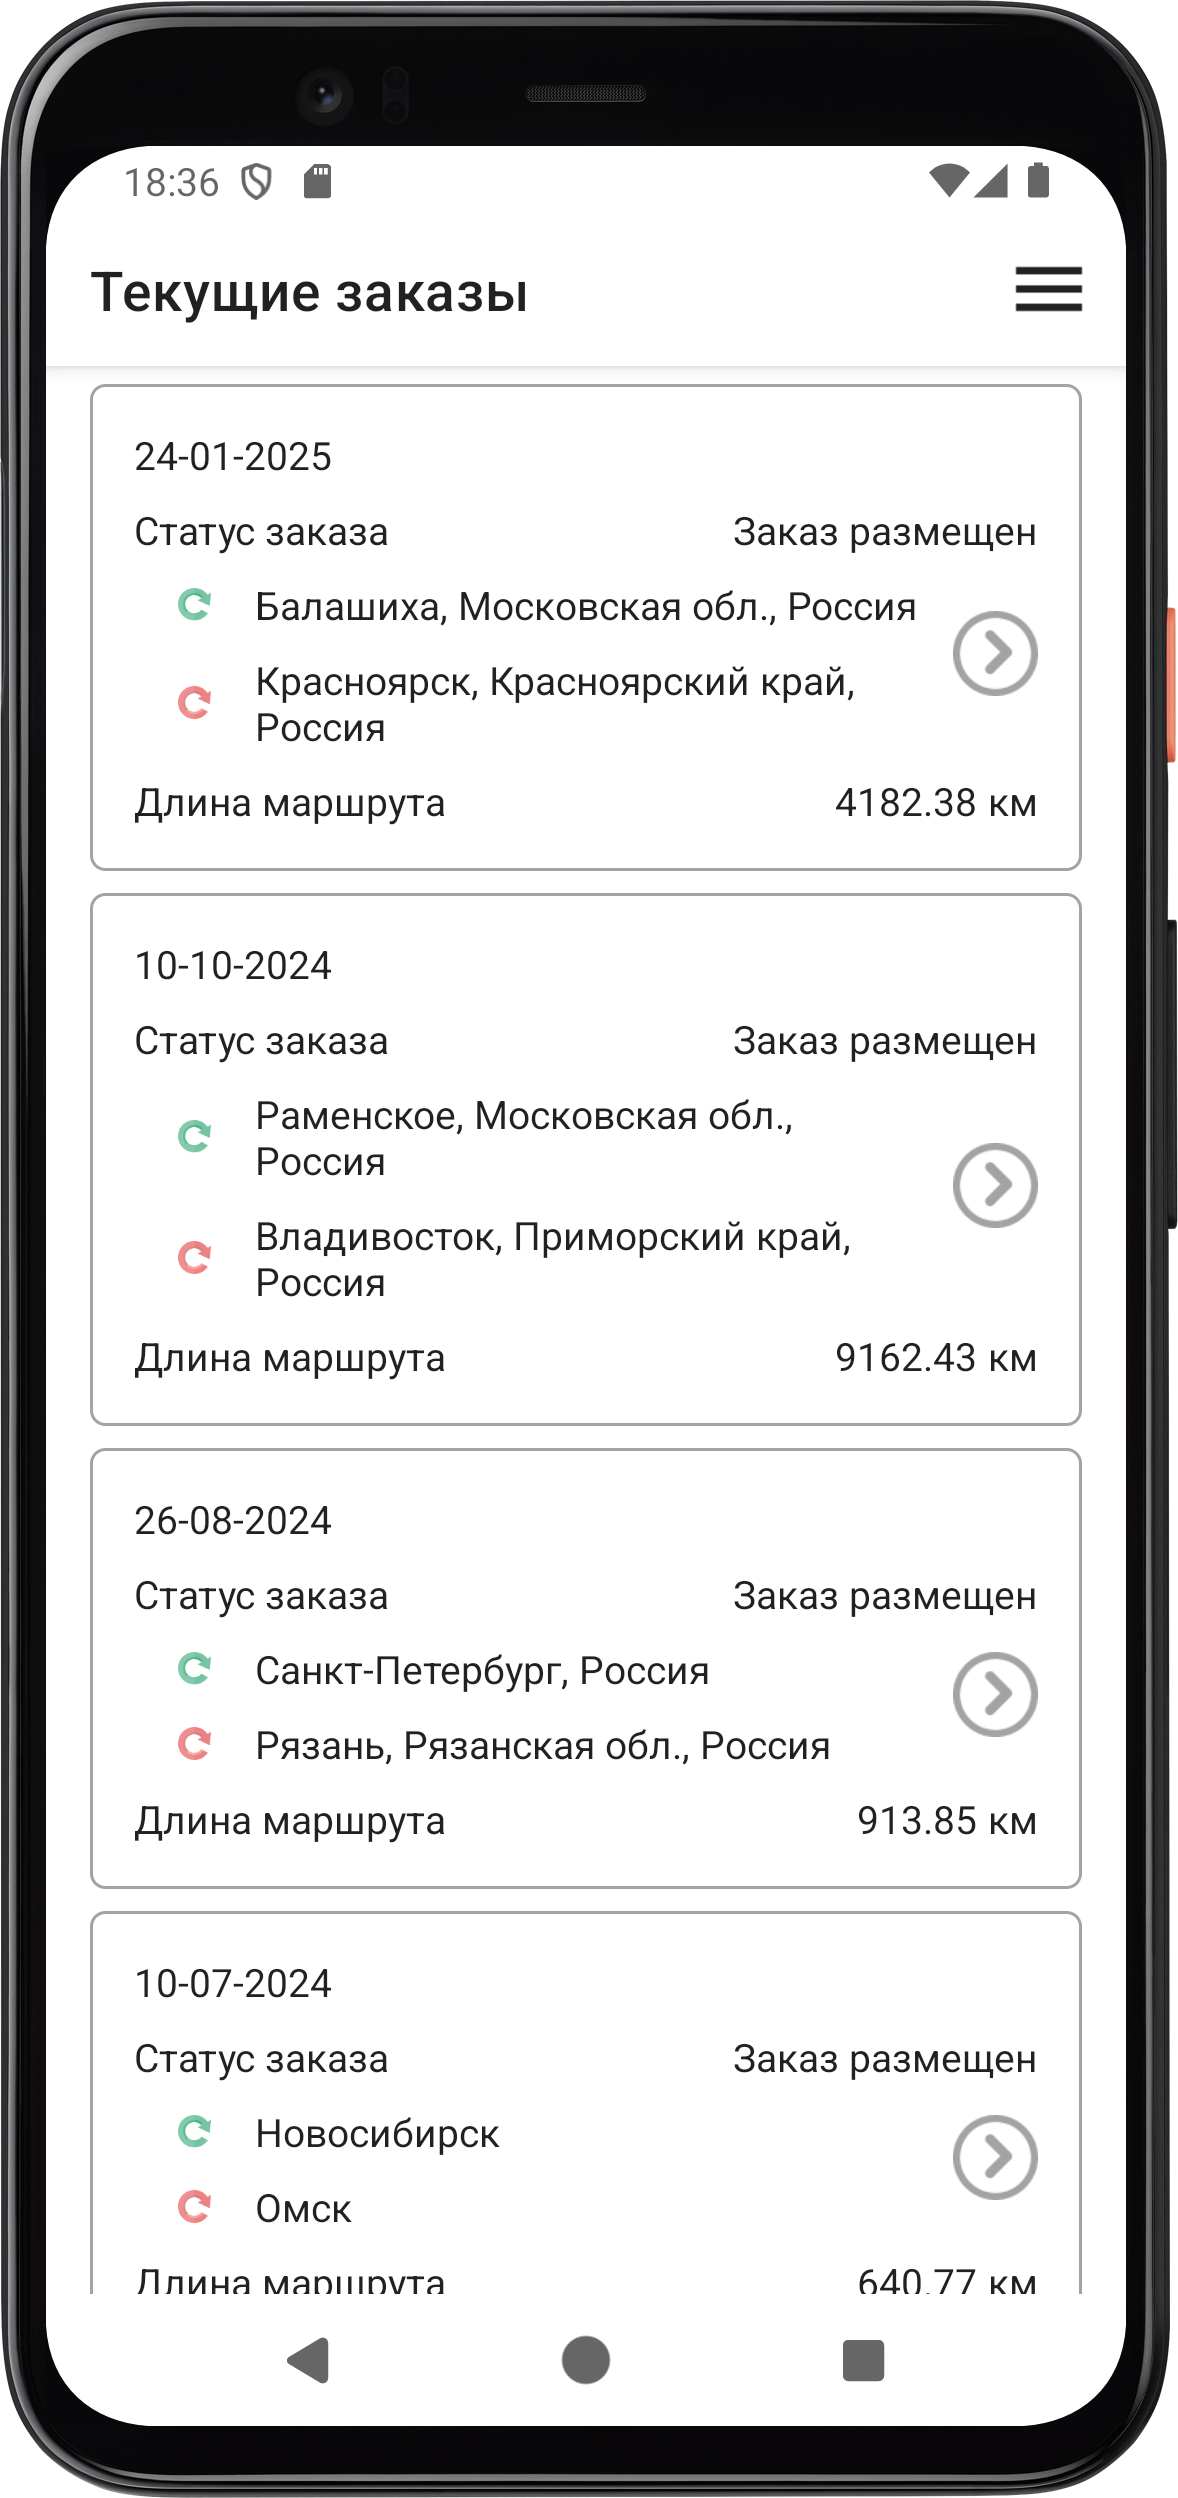 18:36
Текущие заказы
24-01-2025
Статус заказа Заказ размещен
Балашиха, Московская обл., Россия
Красноярск, Красноярский край,
Россия
Длина маршрута 4182.38 км
10-10-2024
Статус заказа Заказ размещен
Раменское, Московская обл.,
Россия
Владивосток, Приморский край,
Россия
Длина маршрута 9162.43 км
26-08-2024
Статус заказа Заказ размещен
Санкт-Петербург, Россия
Рязань, Рязанская обл., Россия
Длина маршрута 913.85 км
10-07-2024
Статус заказа Заказ размещен
Новосибирск
Омск
Длина маршрута 640.77 км